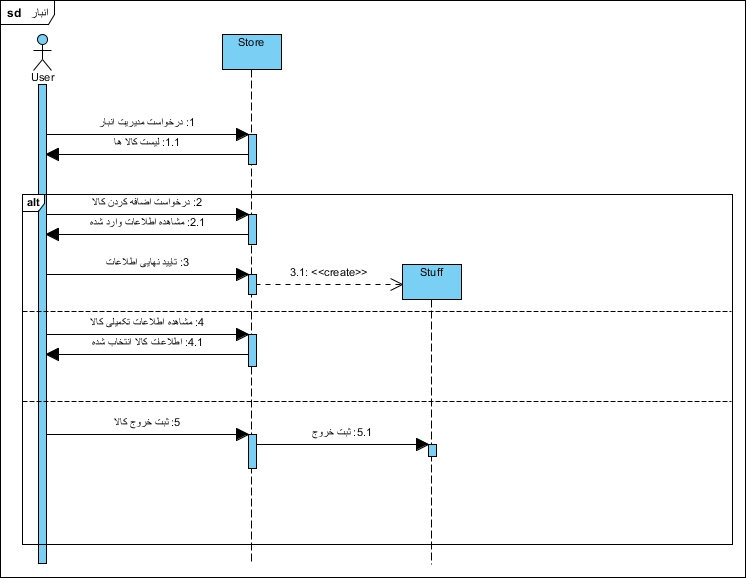 sd انبار
User
Store
1: درخواست مدیریت انبار
1.1: لیست کالا ها
alt
2: درخواست اضافه کردن کالا
2.1: مشاهده اطلاعات وارد شده
3: تایید نهایی اطلاعات
3.1: <<create>>
Stuff
4: مشاهده اطلاعات تکمیلی کالا
4.1: اطلاعات کالا انتخاب شده
5: ثبت خروج کالا
5.1: ثبت خروج